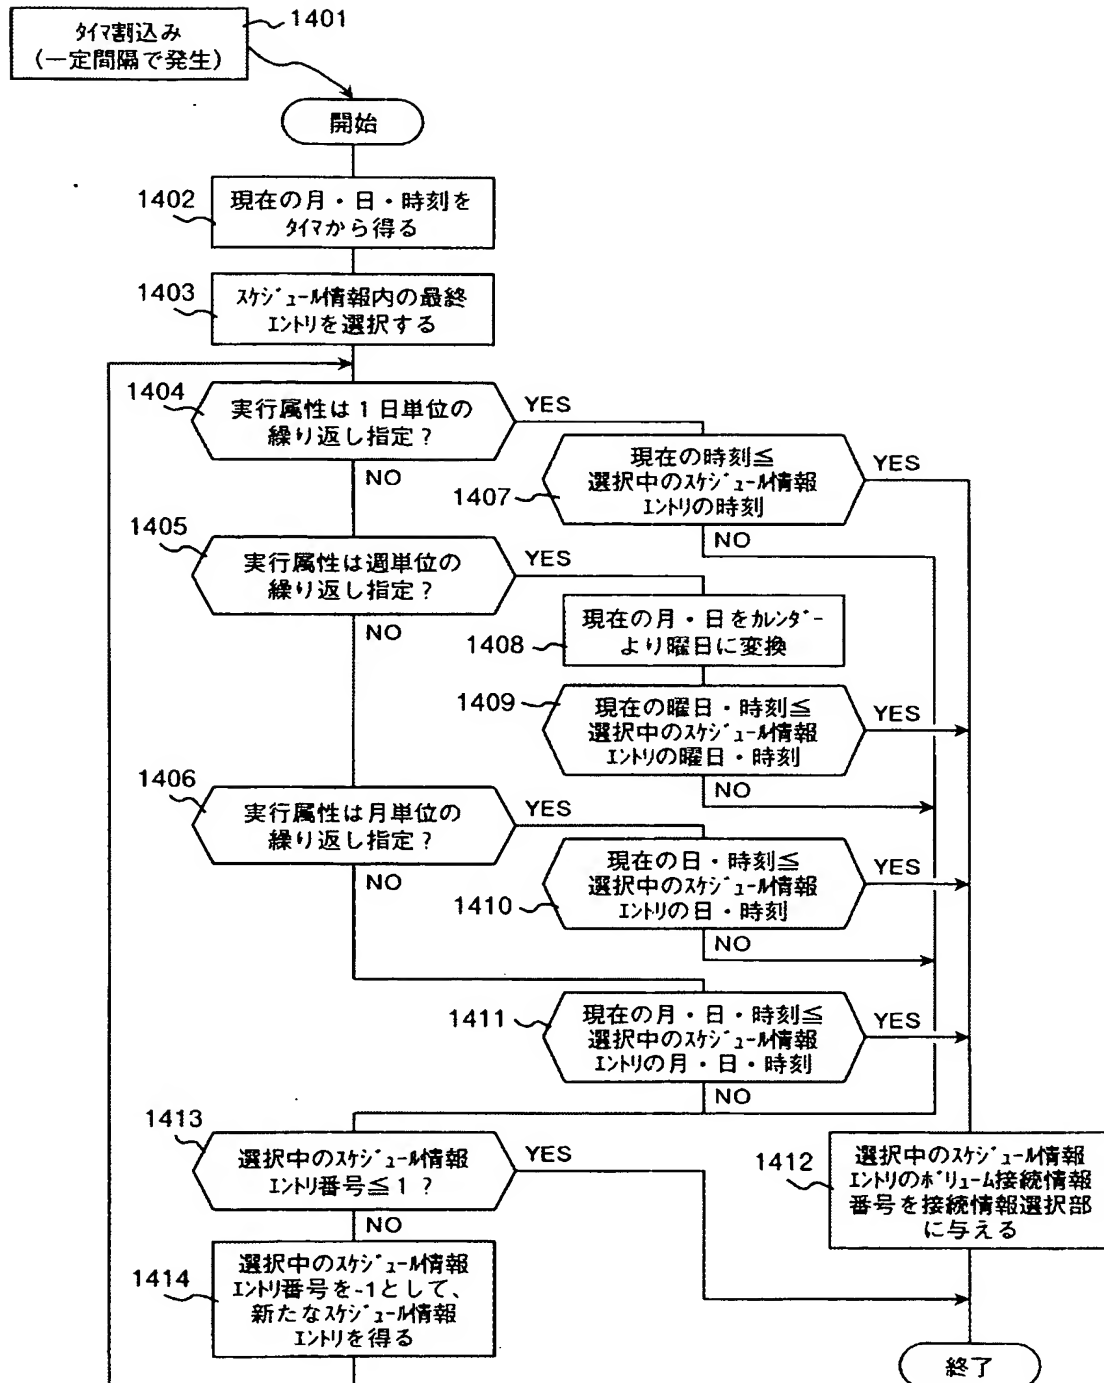 1401
ﾀｲﾏ割込み
(一定間隔で発生)
開始
1402
現在の月・日・時刻を
ﾀｲﾏから得る
1403
ｽｹｼﾞｭｰﾙ情報内の最終
ｴﾝﾄﾘを選択する
1404
実行属性は1日単位の
繰り返し指定?
YES
NO
1407
現在の時刻≦
選択中のｽｹｼﾞｭｰﾙ情報
ｴﾝﾄﾘの時刻
YES
NO
1405
実行属性は週単位の
繰り返し指定?
YES
NO
1408
現在の月・日をｶﾚﾝﾀﾞｰ
より曜日に変換
1409
現在の曜日・時刻≦
選択中のｽｹｼﾞｭｰﾙ情報
ｴﾝﾄﾘの曜日・時刻
YES
NO
1406
実行属性は月単位の
繰り返し指定?
YES
NO
1410
現在の日・時刻≦
選択中のｽｹｼﾞｭｰﾙ情報
ｴﾝﾄﾘの日・時刻
YES
NO
1411
現在の月・日・時刻≦
選択中のｽｹｼﾞｭｰﾙ情報
ｴﾝﾄﾘの月・日・時刻
YES
NO
1413
選択中のｽｹｼﾞｭｰﾙ情報
ｴﾝﾄﾘ番号≦1?
YES
NO
1412
選択中のｽｹｼﾞｭｰﾙ情報
ｴﾝﾄﾘのﾎﾞﾘｭｰﾑ接続情報
番号を接続情報選択部
に与える
1414
選択中のｽｹｼﾞｭｰﾙ情報
ｴﾝﾄﾘ番号を-1として、
新たなｽｹｼﾞｭｰﾙ情報
ｴﾝﾄﾘを得る
終了